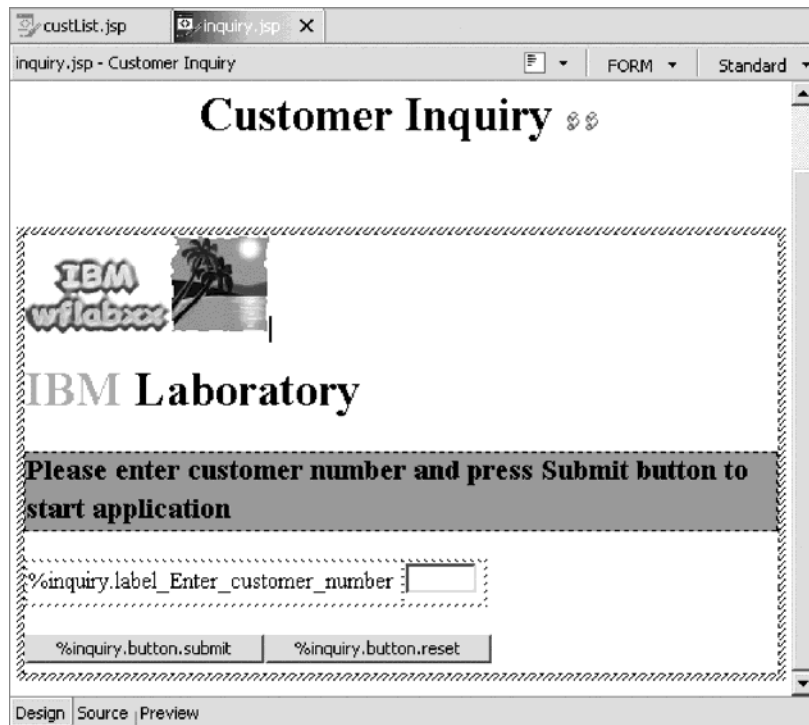 custList.jsp inquiry.jsp
inquiry.jsp - Customer Inquiry FORM Standard
Customer Inquiry
IBM
wflabxx
IBM Laboratory
Please enter customer number and press Submit button to
start application
%inquiry.label_Enter_customer_number
%inquiry.button.submit %inquiry.button.reset
Design Source Preview